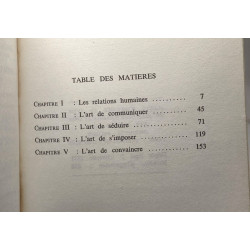 TABLE DES MATIERES
CHAPITRE I : Les relations humaines ........... 7
CHAPITRE II : L'art de communiquer ........... 45
CHAPITRE III : L'art de séduire ................ 71
CHAPITRE IV : L'art de s'imposer .............. 119
CHAPITRE V : L'art de convaincre ............. 153